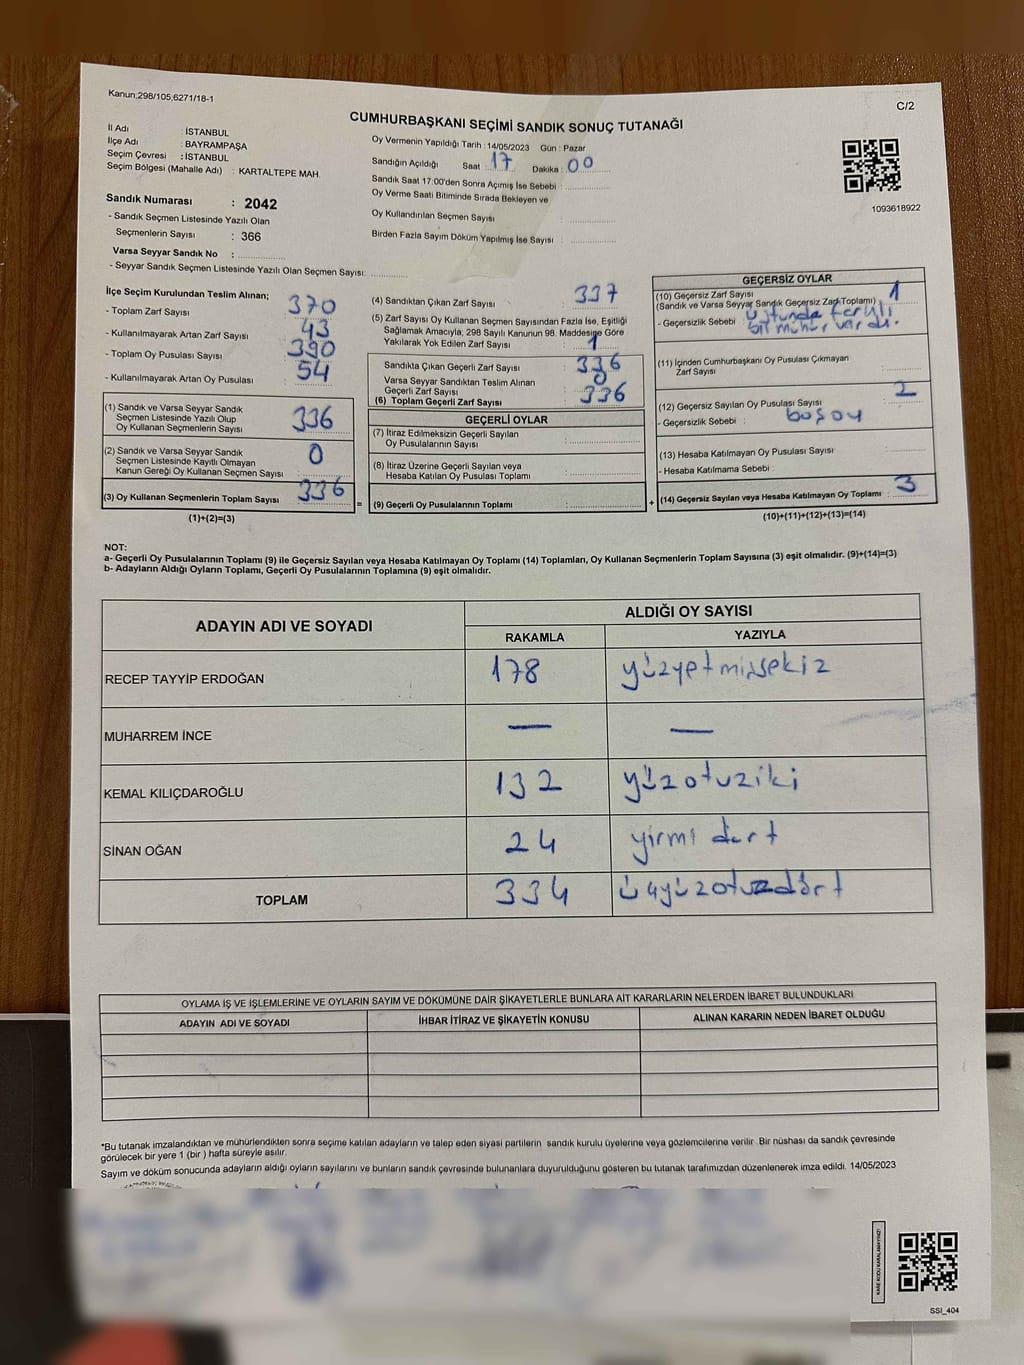 Kanun;298/105;6271/18-1
C/2
CUMHURBAŞKANI SEÇİMİ SANDIK SONUÇ TUTANAĞI
İl Adı : İSTANBUL
İlçe Adı : BAYRAMPAŞA
Seçim Çevresi : İSTANBUL
Seçim Bölgesi (Mahalle Adı) : KARTALTEPE MAH.
Sandık Numarası : 2042
- Sandık Seçmen Listesinde Yazılı Olan
Seçmenlerin Sayısı : 366
Varsa Seyyar Sandık No :
- Seyyar Sandık Seçmen Listesinde Yazılı Olan Seçmen Sayısı:
Oy Vermenin Yapıldığı Tarih : 14/05/2023 Gün : Pazar
Sandığın Açıldığı Saat : 17 Dakika : 00
Sandık Saat 17:00'den Sonra Açımış İse Sebebi :
Oy Verme Saati Bitiminde Sırada Bekleyen ve
Oy Kullandırılan Seçmen Sayısı :
Birden Fazla Sayım Döküm Yapılmış İse Sayısı :
1093618922
İlçe Seçim Kurulundan Teslim Alınan;
- Toplam Zarf Sayısı : 370
- Kullanılmayarak Artan Zarf Sayısı : 43
- Toplam Oy Pusulası Sayısı : 390
- Kullanılmayarak Artan Oy Pusulası : 54
(1) Sandık ve Varsa Seyyar Sandık
Seçmen Listesinde Yazılı Olup
Oy Kullanan Seçmenlerin Sayısı : 336
(2) Sandık ve Varsa Seyyar Sandık
Seçmen Listesinde Kayıtlı Olmayan
Kanun Gereği Oy Kullanan Seçmen Sayısı : 0
(3) Oy Kullanan Seçmenlerin Toplam Sayısı : 336
(1)+(2)=(3)
=
(4) Sandıktan Çıkan Zarf Sayısı : 337
(5) Zarf Sayısı Oy Kullanan Seçmen Sayısından Fazla İse, Eşitliği
Sağlamak Amacıyla, 298 Sayılı Kanunun 98. Maddesine Göre
Yakılarak Yok Edilen Zarf Sayısı : 1
Sandıkta Çıkan Geçerli Zarf Sayısı : 336
Varsa Seyyar Sandıktan Teslim Alınan
Geçerli Zarf Sayısı : 0
(6) Toplam Geçerli Zarf Sayısı : 336
GEÇERLİ OYLAR
(7) İtiraz Edilmeksizin Geçerli Sayılan
Oy Pusulalarının Sayısı :
(8) İtiraz Üzerine Geçerli Sayılan veya
Hesaba Katılan Oy Pusulası Toplamı :
(9) Geçerli Oy Pusulalarının Toplamı :
+
GEÇERSİZ OYLAR
(10) Geçersiz Zarf Sayısı
(Sandık ve Varsa Seyyar Sandık Geçersiz Zarf Toplamı) : 1
- Geçersizlik Sebebi : üstünde farklı
bir mühür vardı.
(11) İçinden Cumhurbaşkanı Oy Pusulası Çıkmayan
Zarf Sayısı :
(12) Geçersiz Sayılan Oy Pusulası Sayısı : 2
- Geçersizlik Sebebi : boş oy
(13) Hesaba Katılmayan Oy Pusulası Sayısı :
- Hesaba Katılmama Sebebi :
(14) Geçersiz Sayılan veya Hesaba Katılmayan Oy Toplamı : 3
(10)+(11)+(12)+(13)=(14)
NOT:
a- Geçerli Oy Pusulalarının Toplamı (9) ile Geçersiz Sayılan veya Hesaba Katılmayan Oy Toplamı (14) Toplamları, Oy Kullanan Seçmenlerin Toplam Sayısına (3) eşit olmalıdır. (9)+(14)=(3)
b- Adayların Aldığı Oyların Toplamı, Geçerli Oy Pusulalarının Toplamına (9) eşit olmalıdır.
ADAYIN ADI VE SOYADI
ALDIĞI OY SAYISI
RAKAMLA YAZIYLA
RECEP TAYYİP ERDOĞAN 178 yüzyetmişsekiz
MUHARREM İNCE — —
KEMAL KILIÇDAROĞLU 132 yüzotuziki
SİNAN OĞAN 24 yirmi dört
TOPLAM 334 üçyüzotuzdört
OYLAMA İŞ VE İŞLEMLERİNE VE OYLARIN SAYIM VE DÖKÜMÜNE DAİR ŞİKAYETLERLE BUNLARA AİT KARARLARIN NELERDEN İBARET BULUNDUKLARI
ADAYIN ADI VE SOYADI İHBAR İTİRAZ VE ŞİKAYETİN KONUSU ALINAN KARARIN NEDEN İBARET OLDUĞU
*Bu tutanak imzalandıktan ve mühürlendikten sonra seçime katılan adayların ve talep eden siyasi partilerin sandık kurulu üyelerine veya gözlemcilerine verilir. Bir nüshası da sandık çevresinde
görülecek bir yere 1 (bir ) hafta süreyle asılır.
Sayım ve döküm sonucunda adayların aldığı oyların sayılarını ve bunların sandık çevresinde bulunanlara duyurulduğunu gösteren bu tutanak tarafımızdan düzenlenerek imza edildi. 14/05/2023
KARE KODU KARALAMAYINIZ!
SSI_404